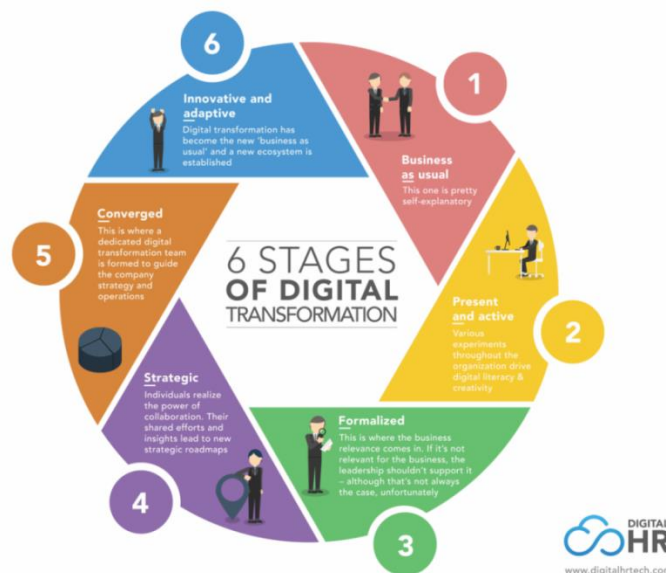 6 STAGES
OF DIGITAL
TRANSFORMATION
1
Business
as usual
This one is pretty
self-explanatory
2
Present
and active
Various
experiments
throughout the
organization drive
digital literacy &
creativity
3
Formalized
This is where the business
relevance comes in. If it's not
relevant for the business, the
leadership shouldn't support it
– although that's not always
the case, unfortunately
4
Strategic
Individuals realize
the power of
collaboration. Their
shared efforts and
insights lead to new
strategic roadmaps
5
Converged
This is where a
dedicated digital
transformation team
is formed to guide
the company
strategy and
operations
6
Innovative and
adaptive
Digital transformation has
become the new 'business as
usual' and a new ecosystem is
established
DIGITAL
HR
www.digitalhrtech.com